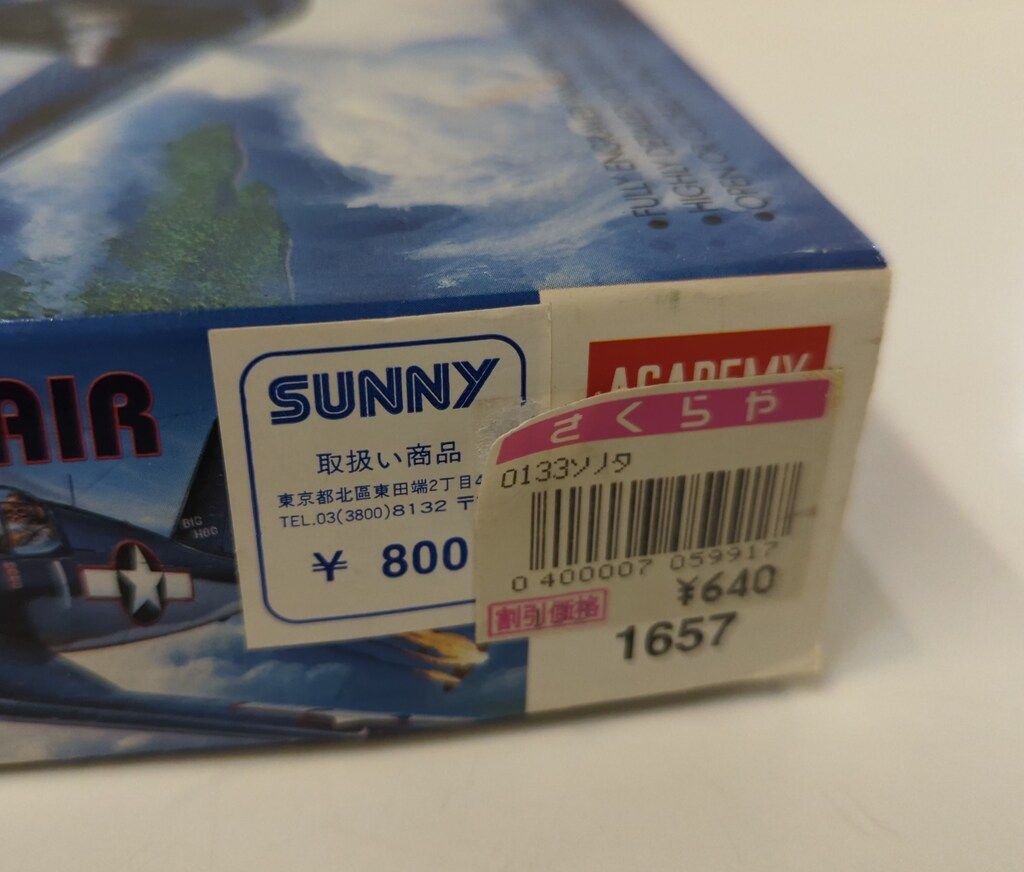 FULLY
HIGHLY
AIR
BIG
HOG
SUNNY
取扱い商品
東京都北區東田端2丁目4
TEL.03(3800)8132 〒
¥ 800
ACADEMY
さくらや
0133ソノタ
0 400007 059917
¥640
割引価格
1657